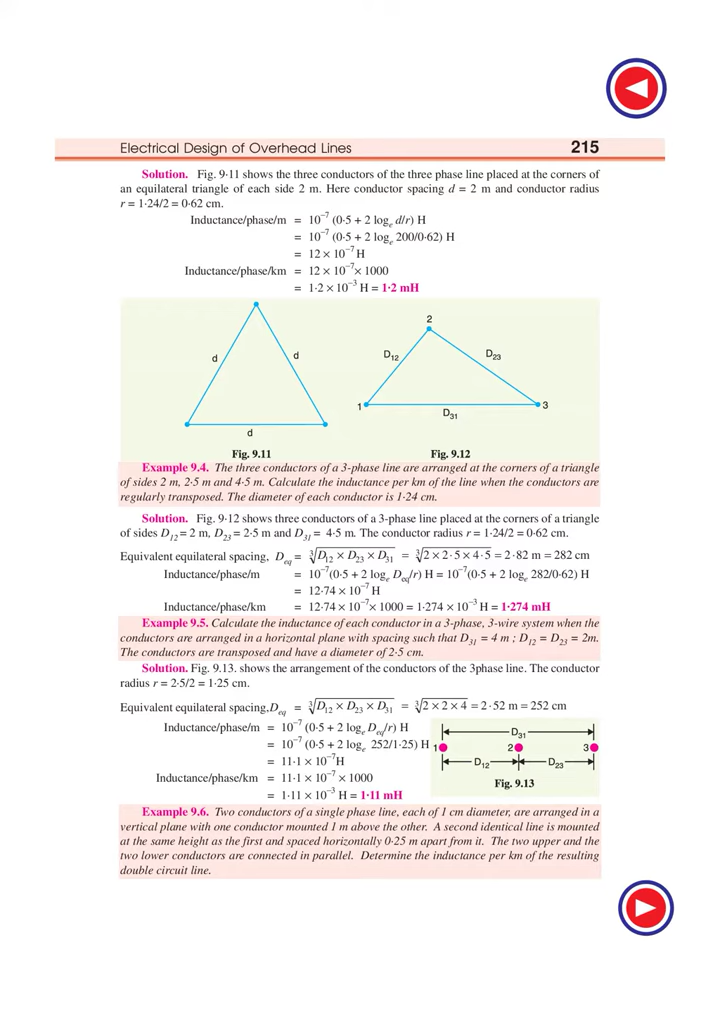 Electrical Design of Overhead Lines 215
Solution. Fig. 9·11 shows the three conductors of the three phase line placed at the corners of
an equilateral triangle of each side 2 m. Here conductor spacing d = 2 m and conductor radius
r = 1·24/2 = 0·62 cm.
Inductance/phase/m = 10⁻⁷ (0·5 + 2 logₑ d/r) H
= 10⁻⁷ (0·5 + 2 logₑ 200/0·62) H
= 12 × 10⁻⁷ H
Inductance/phase/km = 12 × 10⁻⁷ × 1000
= 1·2 × 10⁻³ H = 1·2 mH
d
d
d
Fig. 9.11
2
D₁₂
D₂₃
1
3
D₃₁
Fig. 9.12
Example 9.4. The three conductors of a 3-phase line are arranged at the corners of a triangle
of sides 2 m, 2·5 m and 4·5 m. Calculate the inductance per km of the line when the conductors are
regularly transposed. The diameter of each conductor is 1·24 cm.
Solution. Fig. 9·12 shows three conductors of a 3-phase line placed at the corners of a triangle
of sides D₁₂ = 2 m, D₂₃ = 2·5 m and D₃₁ = 4·5 m. The conductor radius r = 1·24/2 = 0·62 cm.
Equivalent equilateral spacing, D_eq = ∛(D₁₂ × D₂₃ × D₃₁) = ∛(2 × 2·5 × 4·5) = 2·82 m = 282 cm
Inductance/phase/m = 10⁻⁷(0·5 + 2 logₑ D_eq/r) H = 10⁻⁷(0·5 + 2 logₑ 282/0·62) H
= 12·74 × 10⁻⁷ H
Inductance/phase/km = 12·74 × 10⁻⁷ × 1000 = 1·274 × 10⁻³ H = 1·274 mH
Example 9.5. Calculate the inductance of each conductor in a 3-phase, 3-wire system when the
conductors are arranged in a horizontal plane with spacing such that D₃₁ = 4 m ; D₁₂ = D₂₃ = 2m.
The conductors are transposed and have a diameter of 2·5 cm.
Solution. Fig. 9.13. shows the arrangement of the conductors of the 3phase line. The conductor
radius r = 2·5/2 = 1·25 cm.
Equivalent equilateral spacing,D_eq = ∛(D₁₂ × D₂₃ × D₃₁) = ∛(2 × 2 × 4) = 2·52 m = 252 cm
Inductance/phase/m = 10⁻⁷ (0·5 + 2 logₑ D_eq/r) H
= 10⁻⁷ (0·5 + 2 logₑ 252/1·25) H
= 11·1 × 10⁻⁷H
Inductance/phase/km = 11·1 × 10⁻⁷ × 1000
= 1·11 × 10⁻³ H = 1·11 mH
D₃₁
1 2 3
D₁₂ D₂₃
Fig. 9.13
Example 9.6. Two conductors of a single phase line, each of 1 cm diameter, are arranged in a
vertical plane with one conductor mounted 1 m above the other. A second identical line is mounted
at the same height as the first and spaced horizontally 0·25 m apart from it. The two upper and the
two lower conductors are connected in parallel. Determine the inductance per km of the resulting
double circuit line.